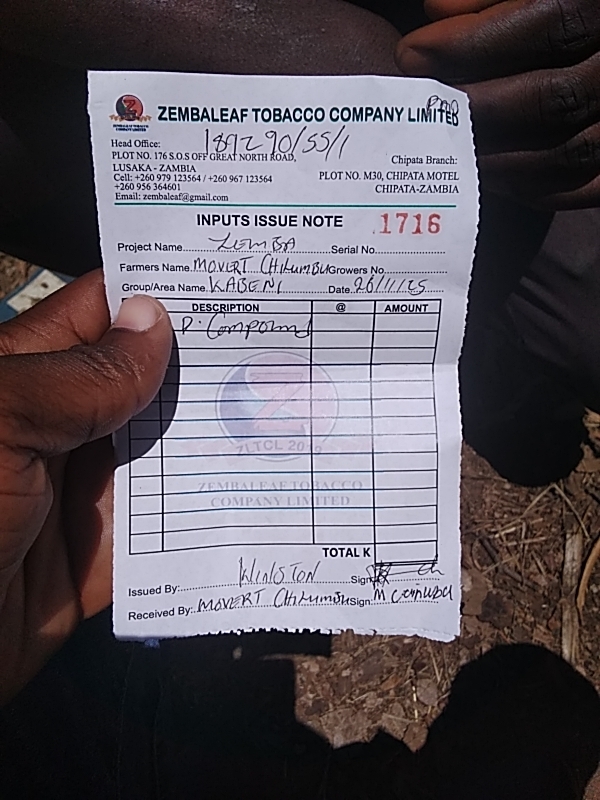 ZEMBALEAF TOBACCO COMPANY LIMITED
ZEMBALEAF TOBACCO
COMPANY LIMITED
189290/55/1
Head Office:
PLOT NO. 176 S.O.S OFF GREAT NORTH ROAD,
LUSAKA - ZAMBIA
Cell: +260 979 123564 / +260 967 123564
+260 956 364601
Email: zembaleaf@gmail.com
Chipata Branch:
PLOT NO. M30, CHIPATA MOTEL
CHIPATA-ZAMBIA
INPUTS ISSUE NOTE 1716
Project Name ZEMBA Serial No.
Farmers Name MOVERT CHILUMBU Growers No.
Group/Area Name KABENI Date 26/11/25
DESCRIPTION @ AMOUNT
D. Compound
ZEMBALEAF TOBACCO
COMPANY LIMITED
TOTAL K
Issued By: WINSTON Sign
Received By: MOVERT CHILUMBU Sign: M